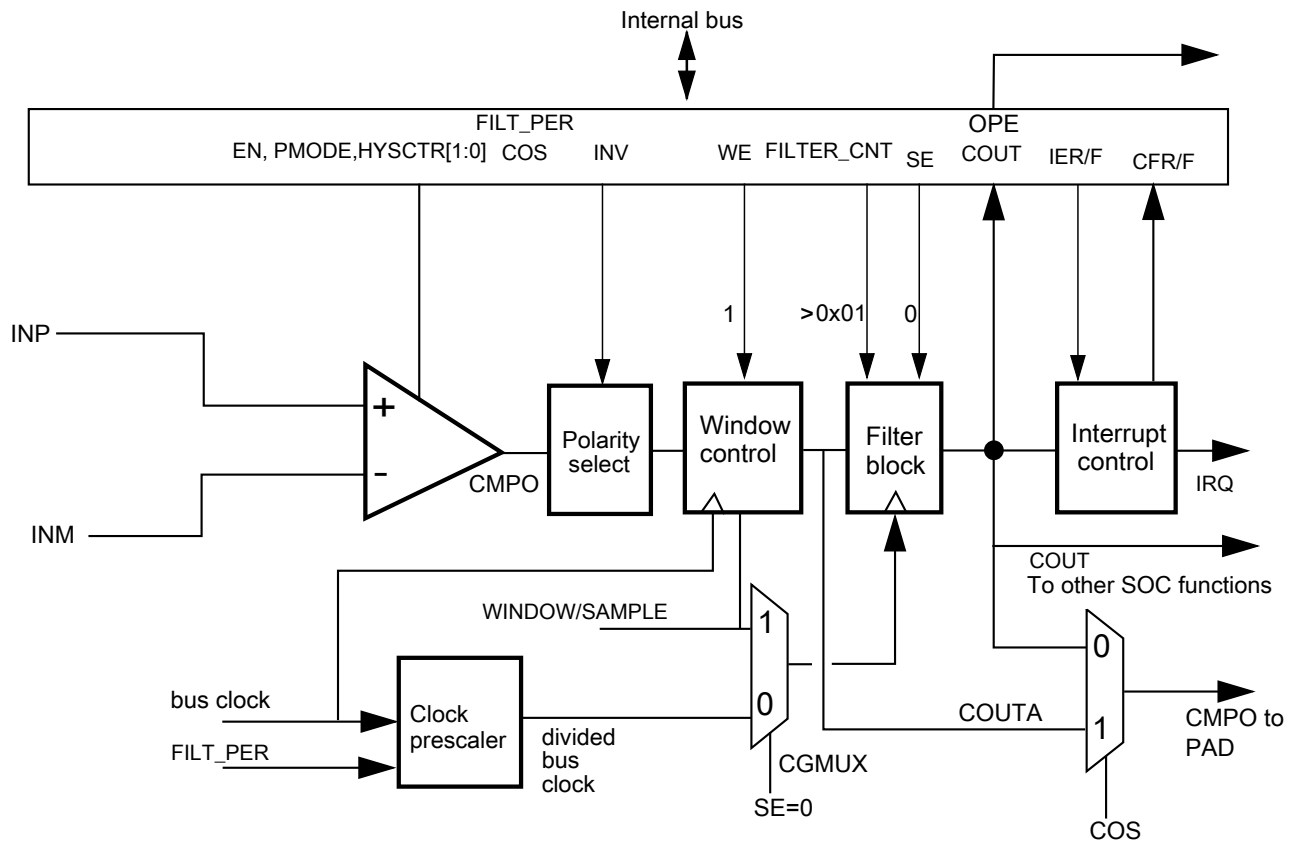 Internal bus
FILT_PER
OPE
EN, PMODE,HYSCTR[1:0]
COS
INV
WE
FILTER_CNT
SE
COUT
IER/F
CFR/F
1
>0x01
0
INP
+
-
INM
CMPO
Polarity
select
Window
control
Filter
block
Interrupt
control
IRQ
COUT
To other SOC functions
WINDOW/SAMPLE
1
0
bus clock
FILT_PER
Clock
prescaler
divided
bus
clock
CGMUX
SE=0
COUTA
0
1
CMPO to
PAD
COS